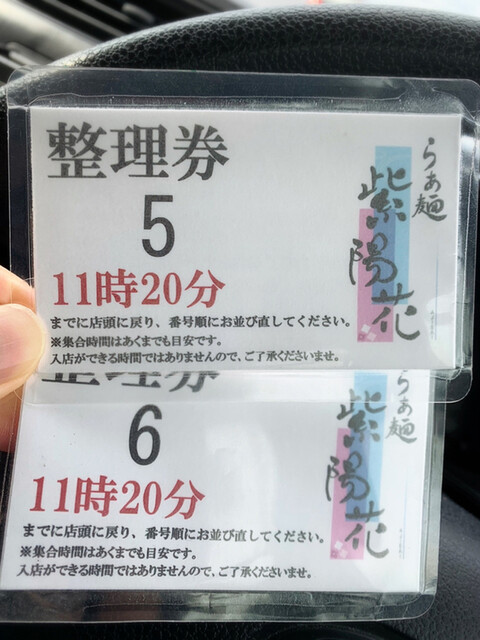 整理券
5
11時20分
までに店頭に戻り、番号順にお並び直してください。
※集合時間はあくまでも目安です。
入店ができる時間ではありませんので、ご了承くださいませ。
らぁ麺
紫陽花
整理券
6
11時20分
までに店頭に戻り、番号順にお並び直してください。
※集合時間はあくまでも目安です。
入店ができる時間ではありませんので、ご了承くださいませ。
らぁ麺
紫陽花